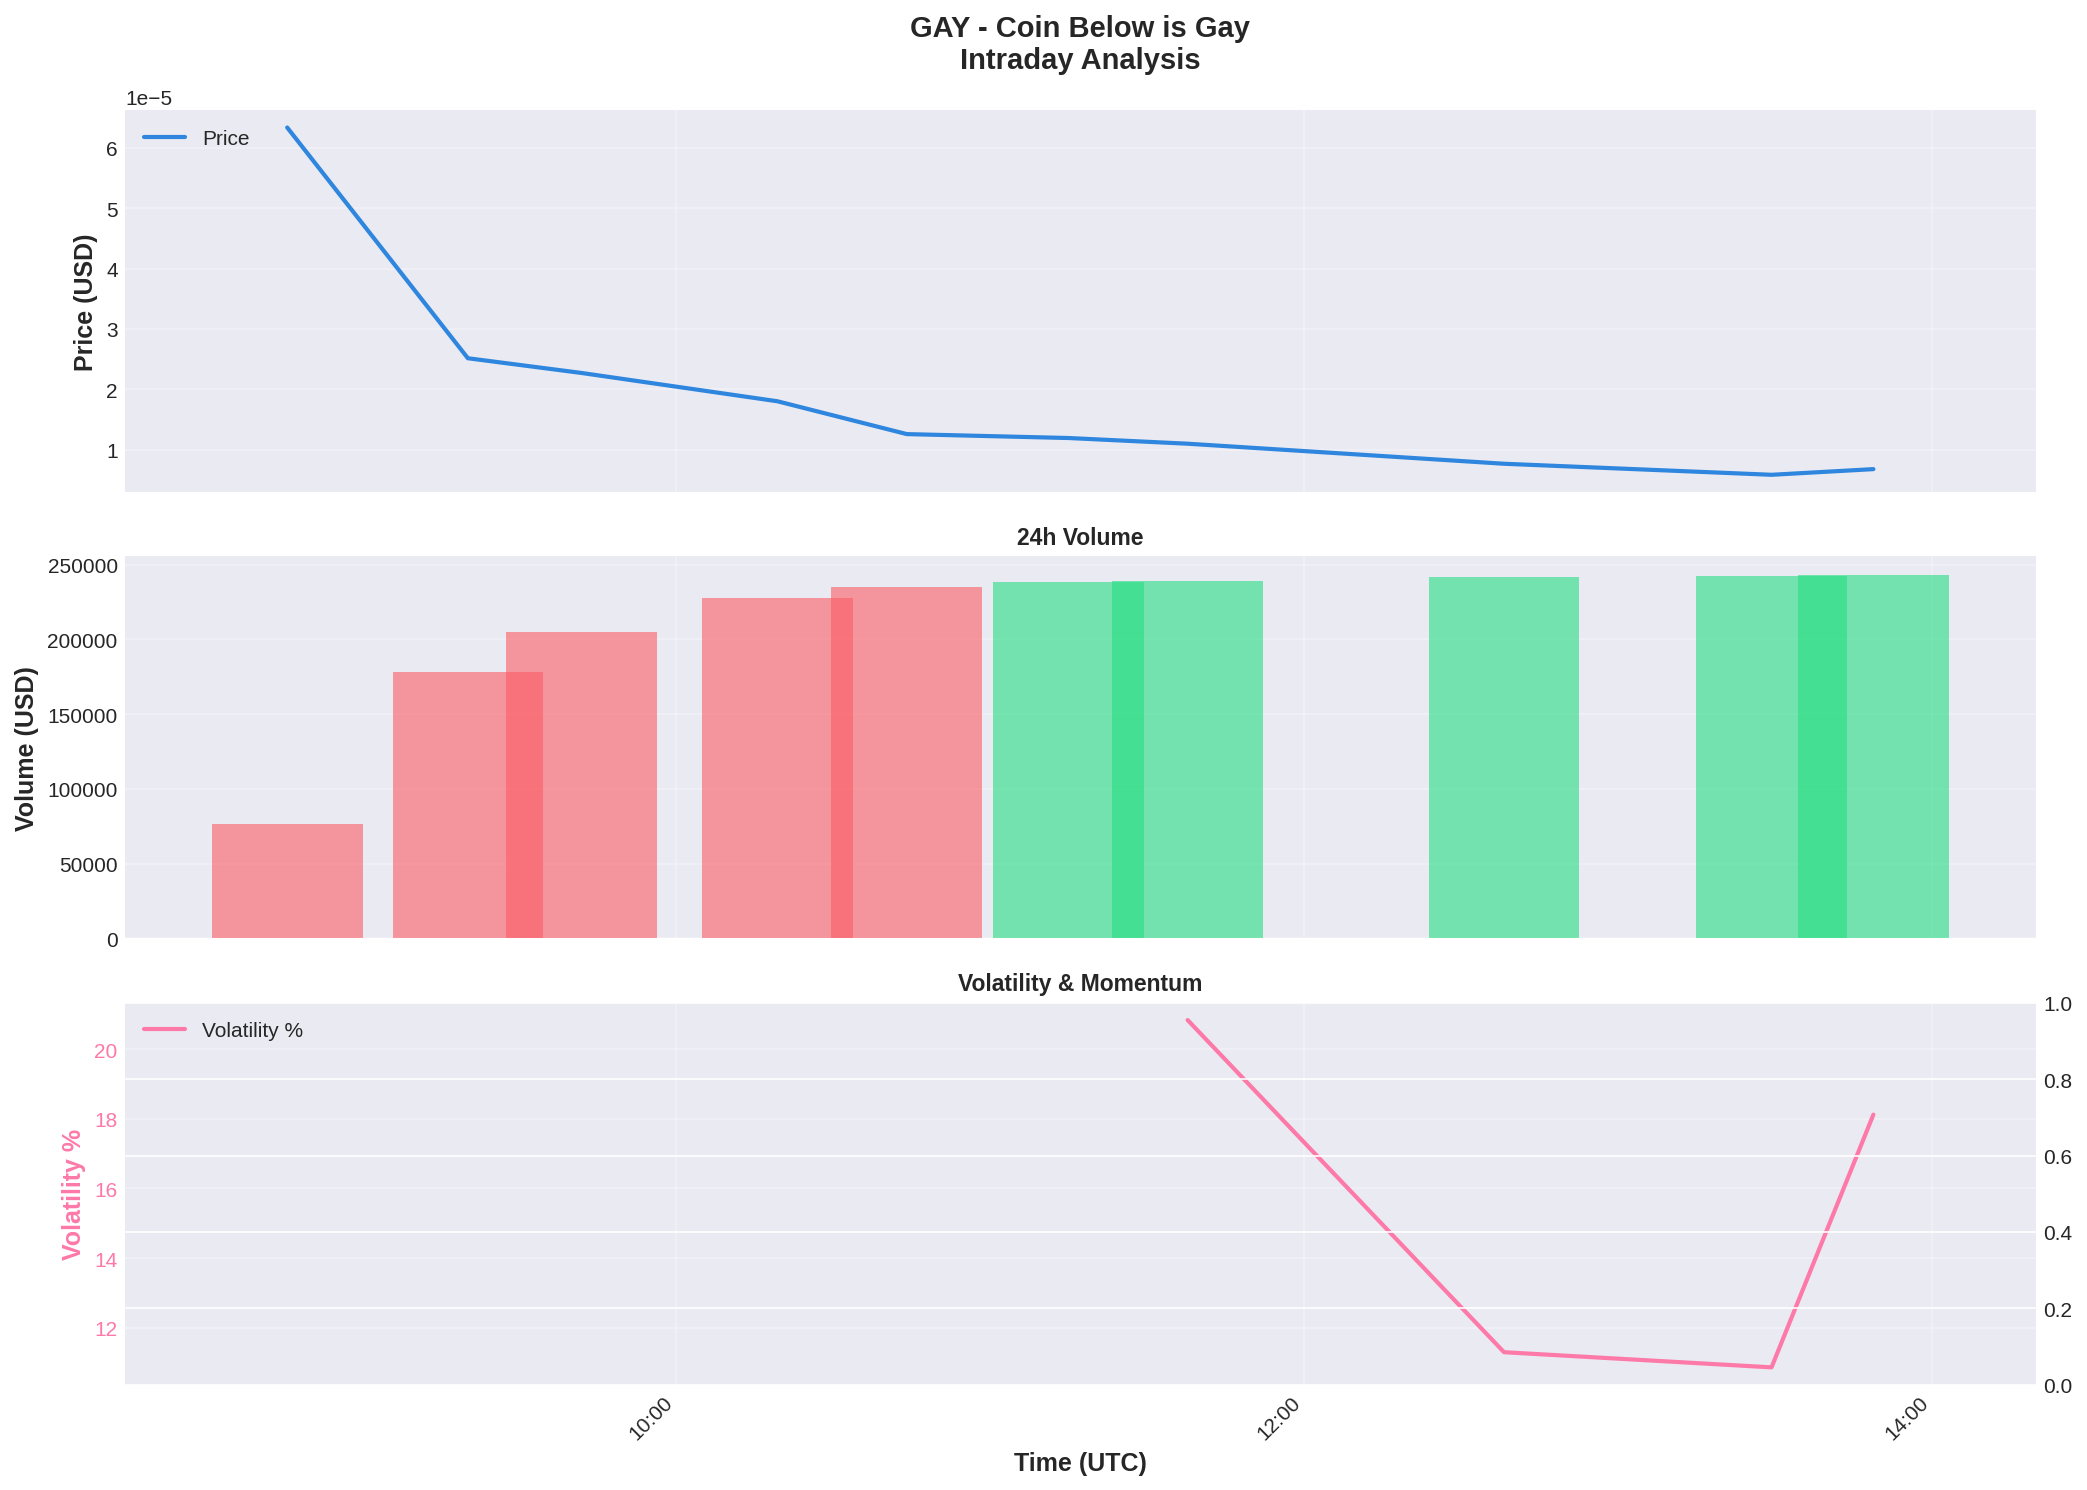 GAY - Coin Below is Gay
Intraday Analysis
1e−5
Price
6
5
4
3
2
1
Price (USD)
24h Volume
250000
200000
150000
100000
50000
0
Volume (USD)
Volatility & Momentum
Volatility %
20
18
16
14
12
Volatility %
1.0
0.8
0.6
0.4
0.2
0.0
10:00
12:00
14:00
Time (UTC)